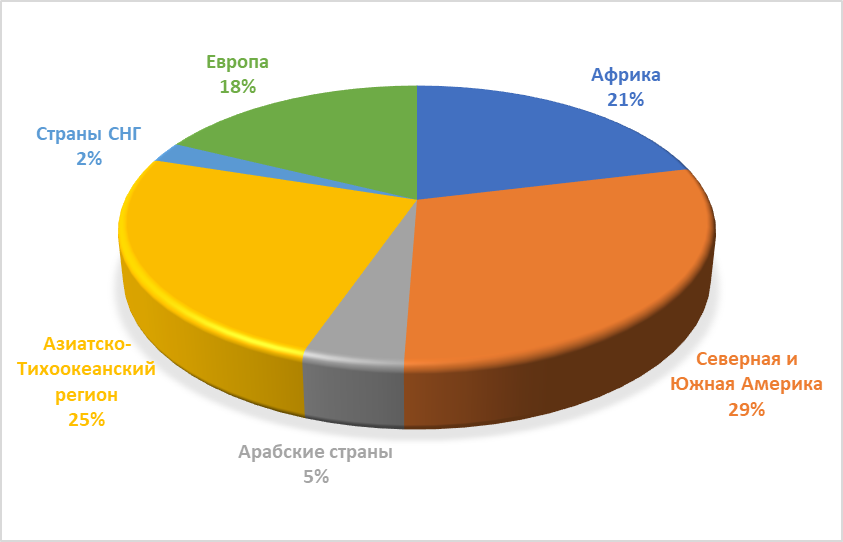 Европа
18%
Африка
21%
Страны СНГ
2%
Азиатско-
Тихоокеанский
регион
25%
Северная и
Южная Америка
29%
Арабские страны
5%